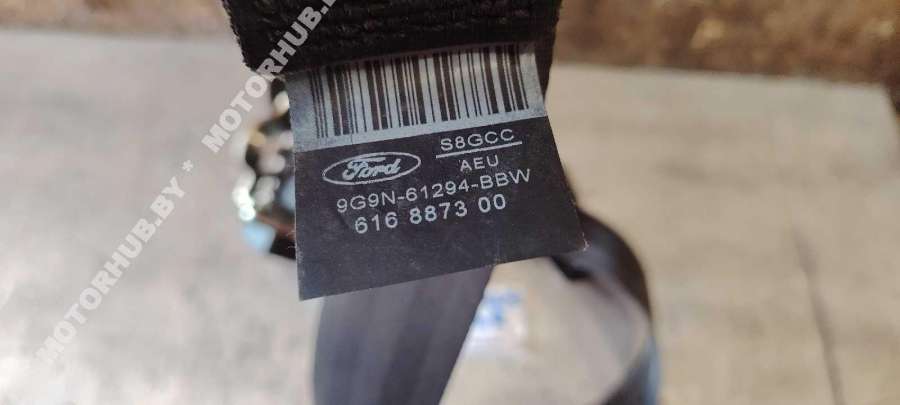 S8GCC
Ford
AEU
9G9N-61294-BBW
616 8873 00
MOTORHUB.BY * MOTORHUB.BY